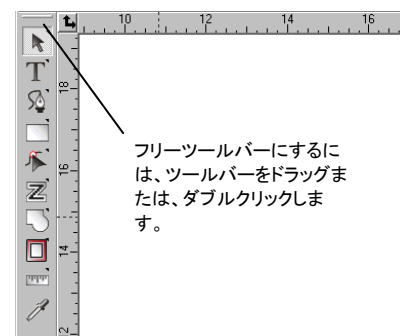 10 12 14 16
18
16
14
12
T
Z
フリーツールバーにするに
は、ツールバーをドラッグま
たは、ダブルクリックしま
す。